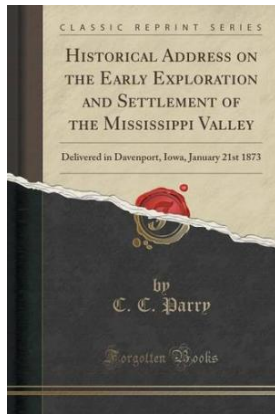 CLASSIC REPRINT SERIES
HISTORICAL ADDRESS ON
THE EARLY EXPLORATION
AND SETTLEMENT OF
THE MISSISSIPPI VALLEY
Delivered in Davenport, Iowa, January 21st 1873
by
C. C. Parry
Forgotten Books